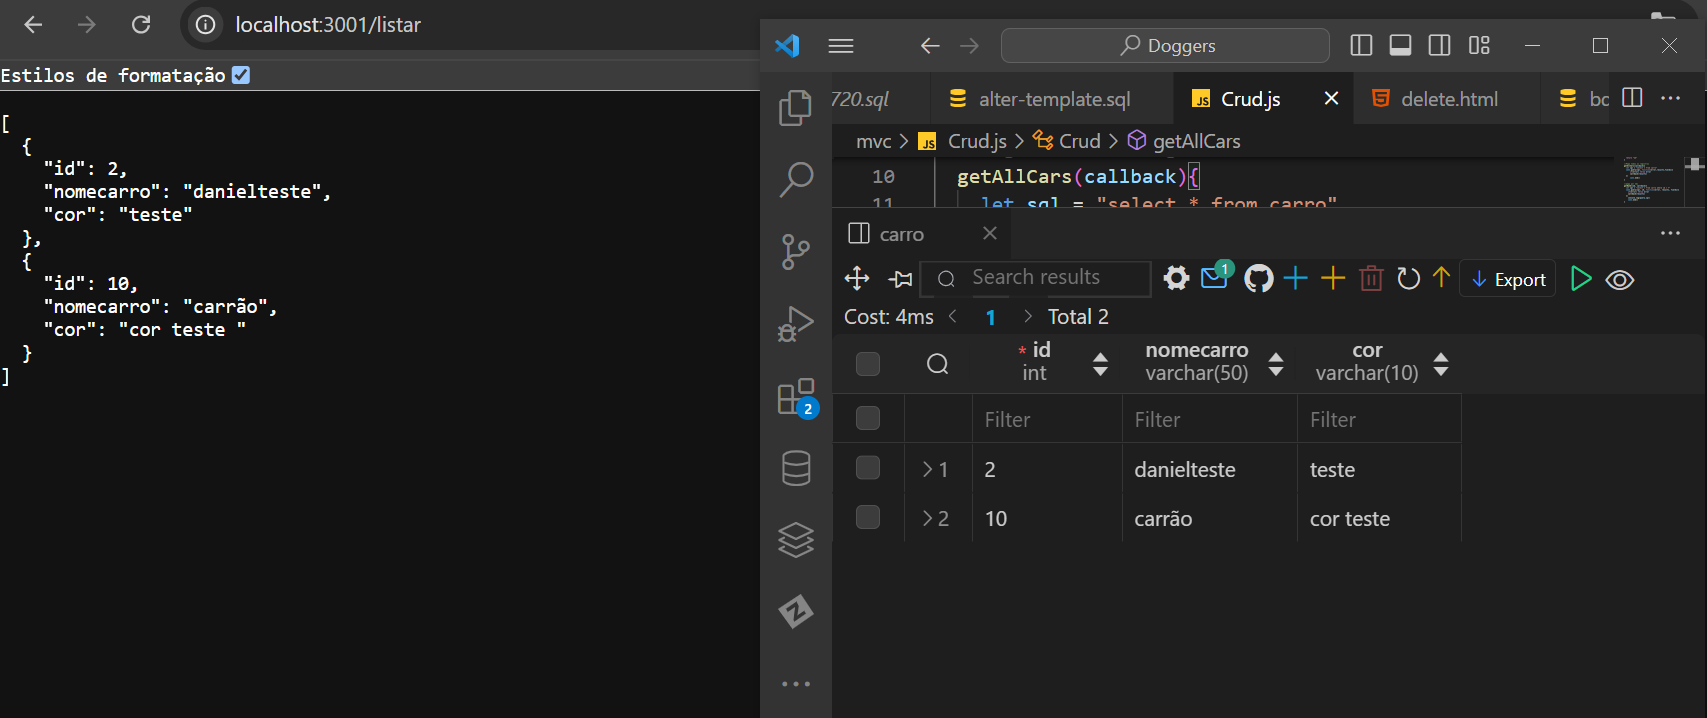 localhost:3001/listar
Estilos de formatação
[
  {
    "id": 2,
    "nomecarro": "danielteste",
    "cor": "teste"
  },
  {
    "id": 10,
    "nomecarro": "carrão",
    "cor": "cor teste "
  }
]
Doggers
720.sql alter-template.sql JS Crud.js delete.html
mvc > JS Crud.js > Crud > getAllCars
10 getAllCars(callback){
11 let sql = "select * from carro"
carro
Search results 1 Export
Cost: 4ms 1 Total 2
* id nomecarro cor
int varchar(50) varchar(10)
Filter Filter Filter
1 2 danielteste teste
2 10 carrão cor teste
2